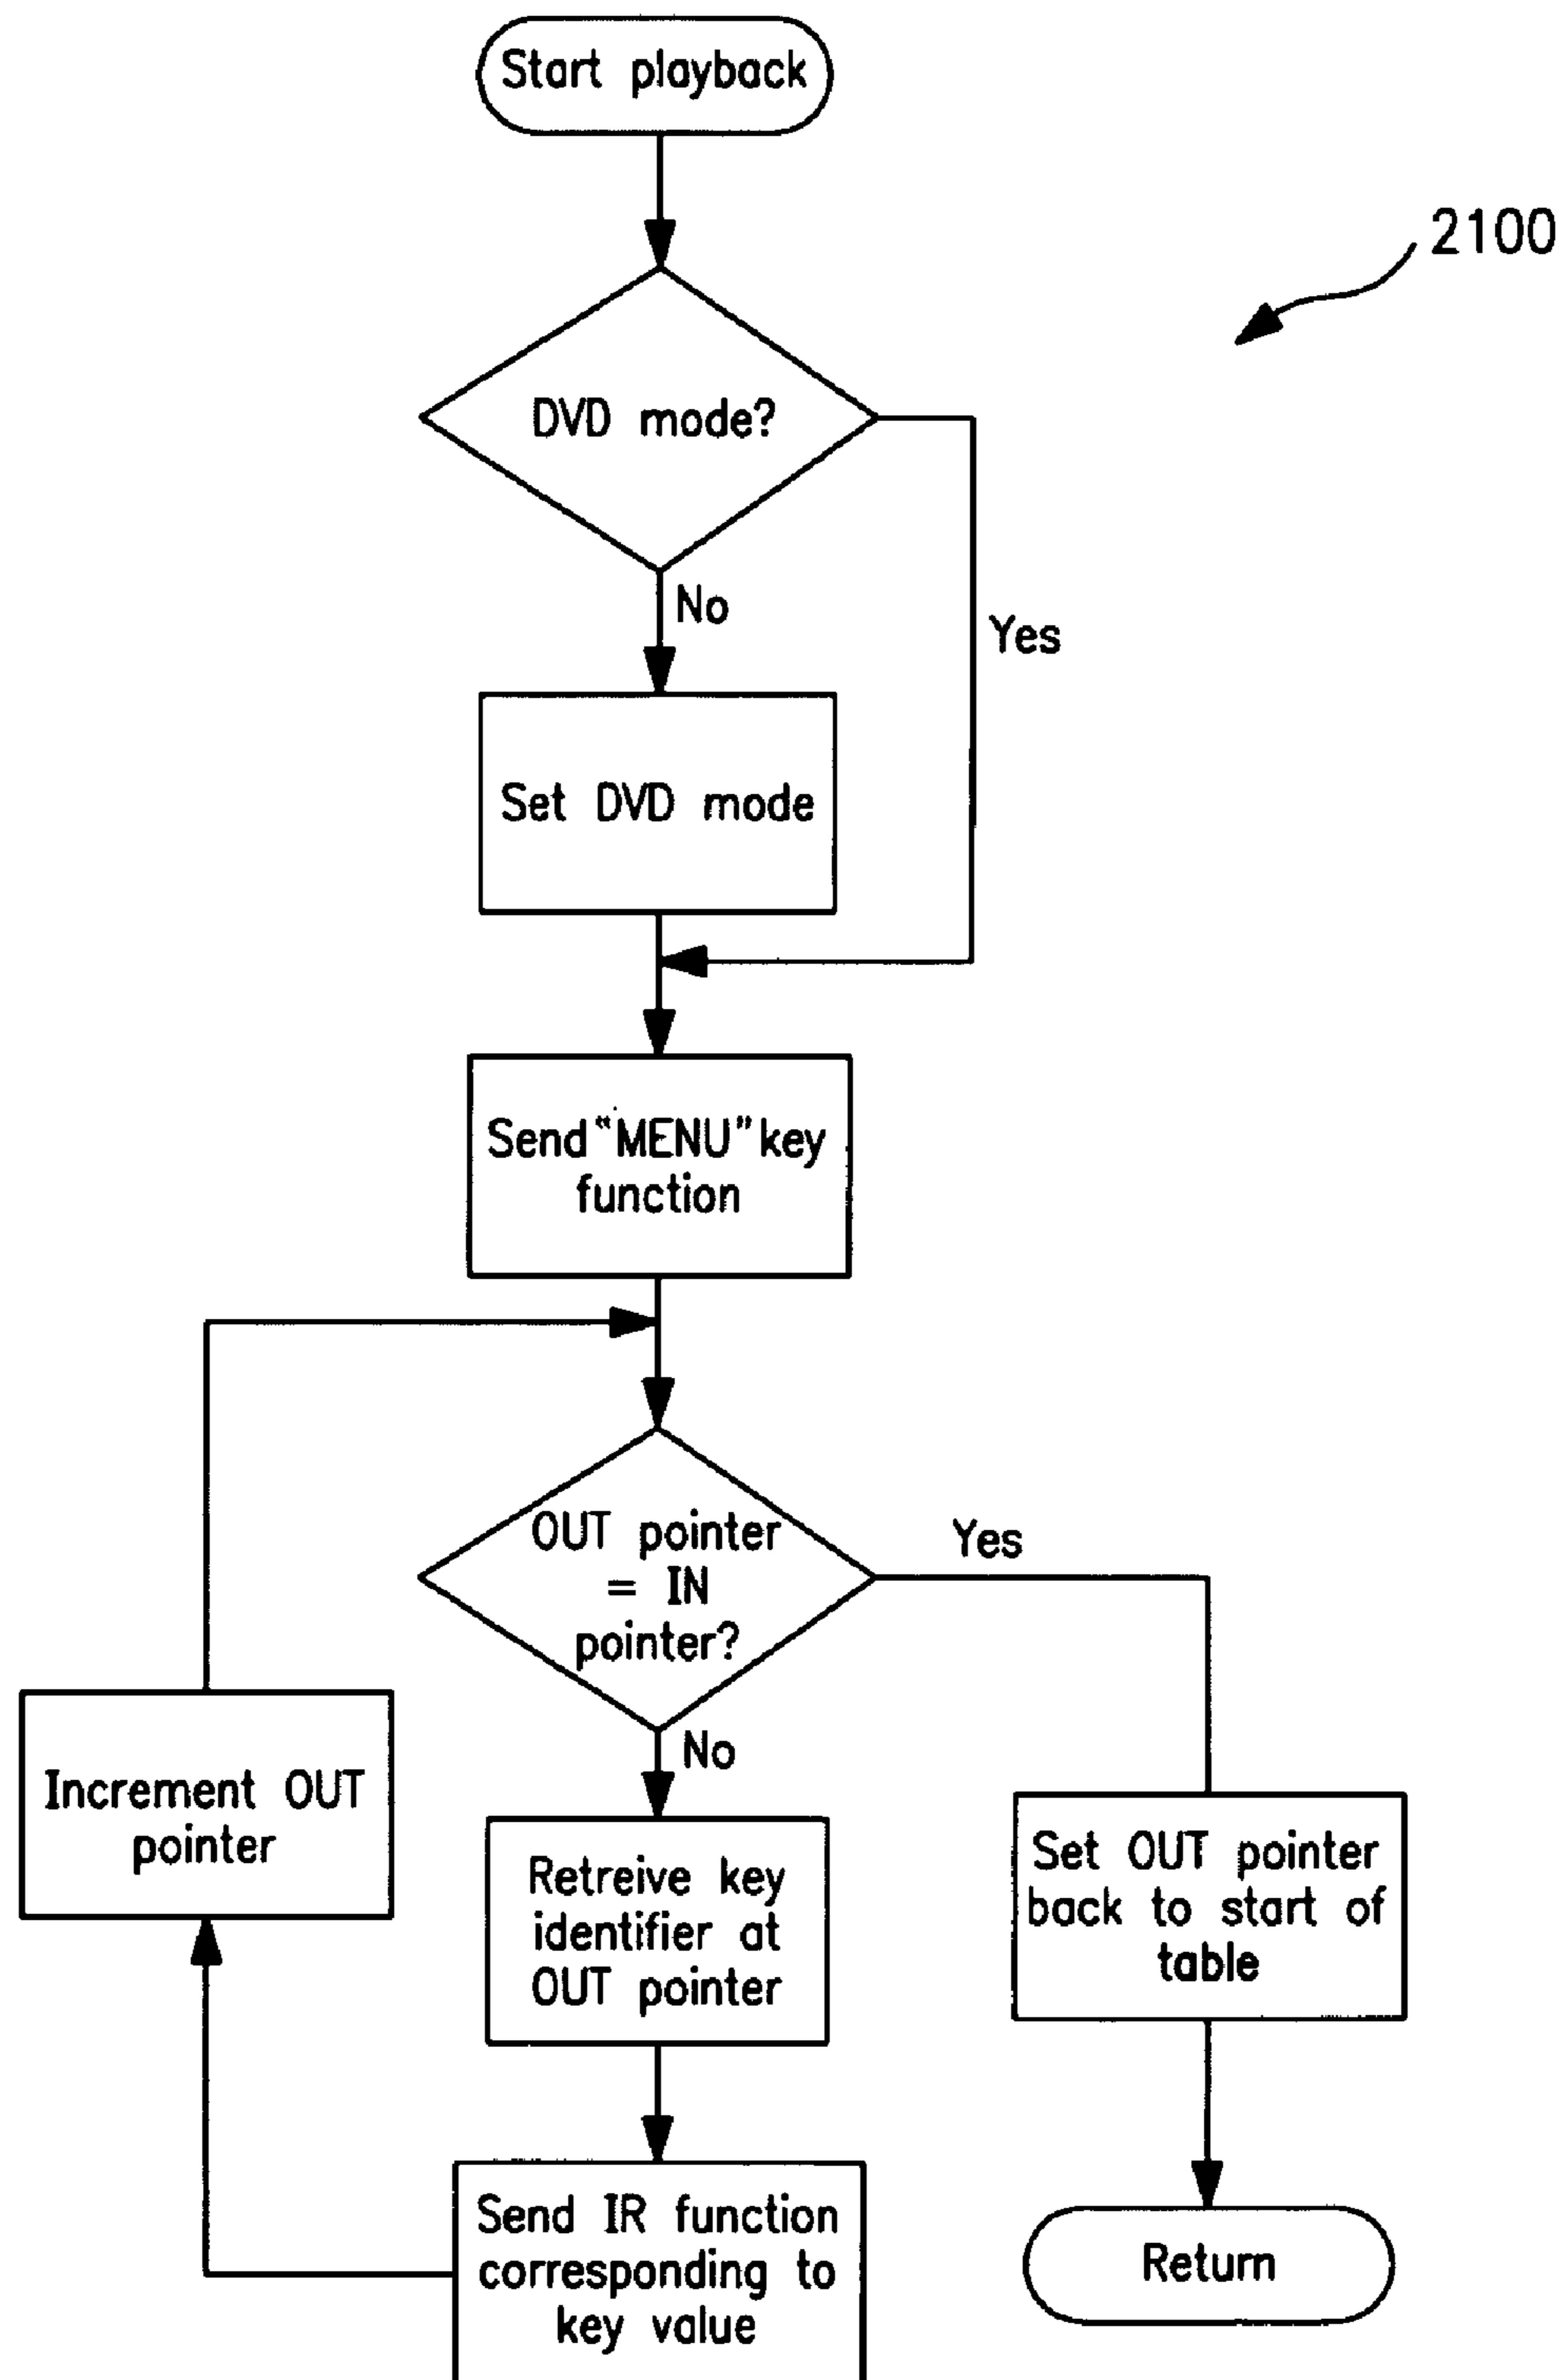 Start playback
2100
DVD mode?
No
Yes
Set DVD mode
Send "MENU" key
function
OUT pointer
= IN
pointer?
Yes
No
Increment OUT
pointer
Retreive key
identifier at
OUT pointer
Set OUT pointer
back to start of
table
Send IR function
corresponding to
key value
Return